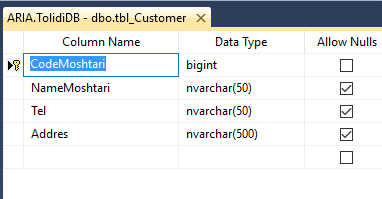 ARIA.TolidiDB - dbo.tbl_Customer
Column Name Data Type Allow Nulls
CodeMoshtari bigint
NameMoshtari nvarchar(50)
Tel nvarchar(50)
Addres nvarchar(500)